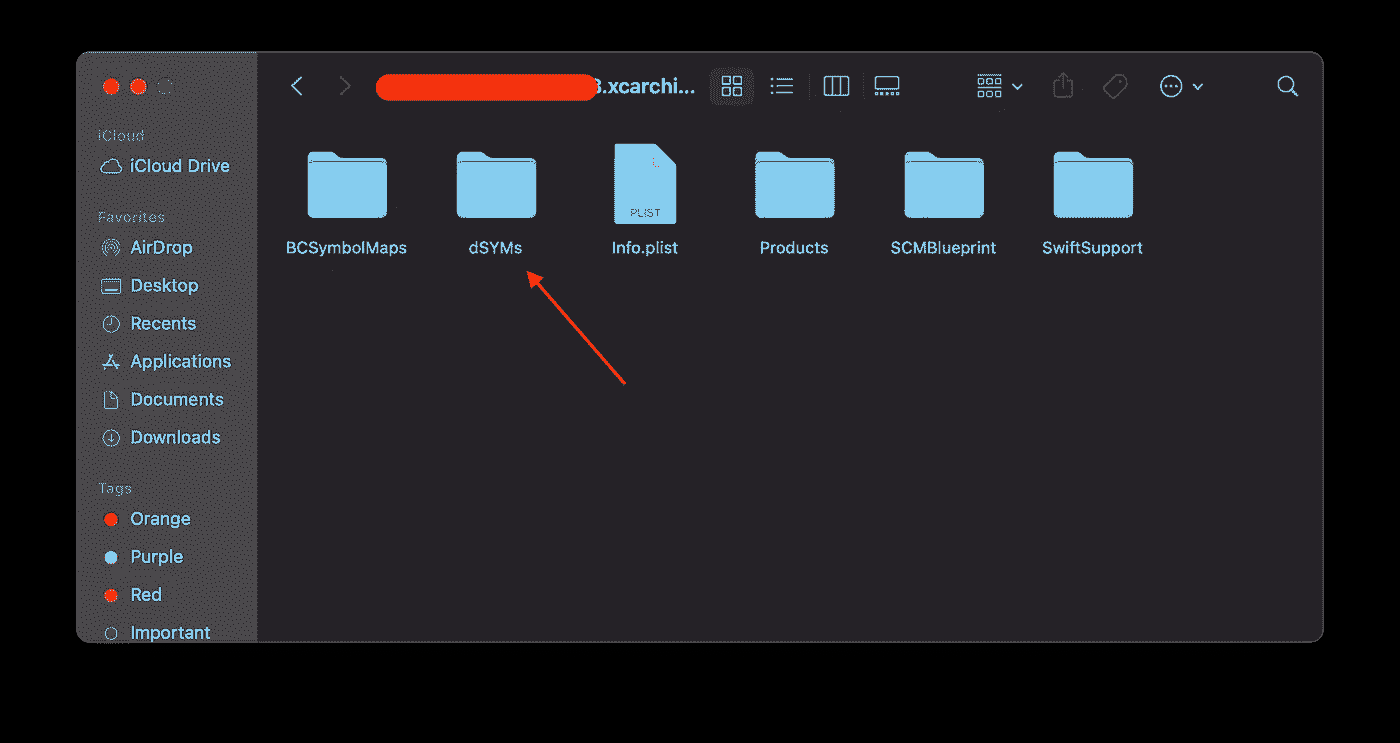 3.xcarchi...
iCloud
iCloud Drive
Favorites
AirDrop
Desktop
Recents
Applications
Documents
Downloads
Tags
Orange
Purple
Red
Important
PLIST
BCSymbolMaps
dSYMs
Info.plist
Products
SCMBlueprint
SwiftSupport